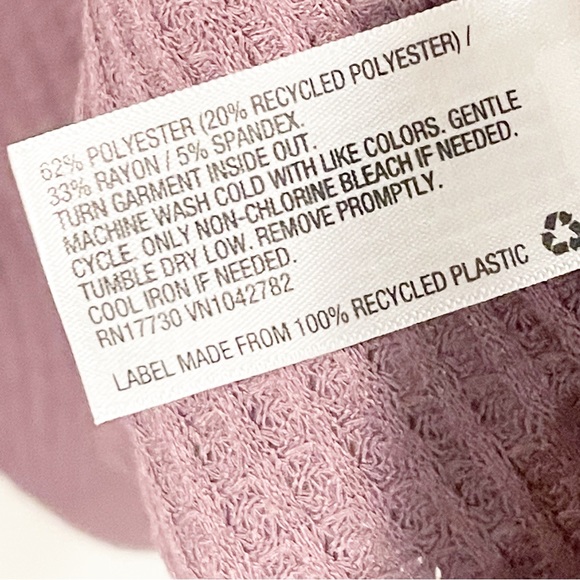 62% POLYESTER (20% RECYCLED POLYESTER) /
33% RAYON / 5% SPANDEX.
TURN GARMENT INSIDE OUT.
MACHINE WASH COLD WITH LIKE COLORS. GENTLE
CYCLE. ONLY NON-CHLORINE BLEACH IF NEEDED.
TUMBLE DRY LOW. REMOVE PROMPTLY.
COOL IRON IF NEEDED.
RN17730 VN1042782
LABEL MADE FROM 100% RECYCLED PLASTIC